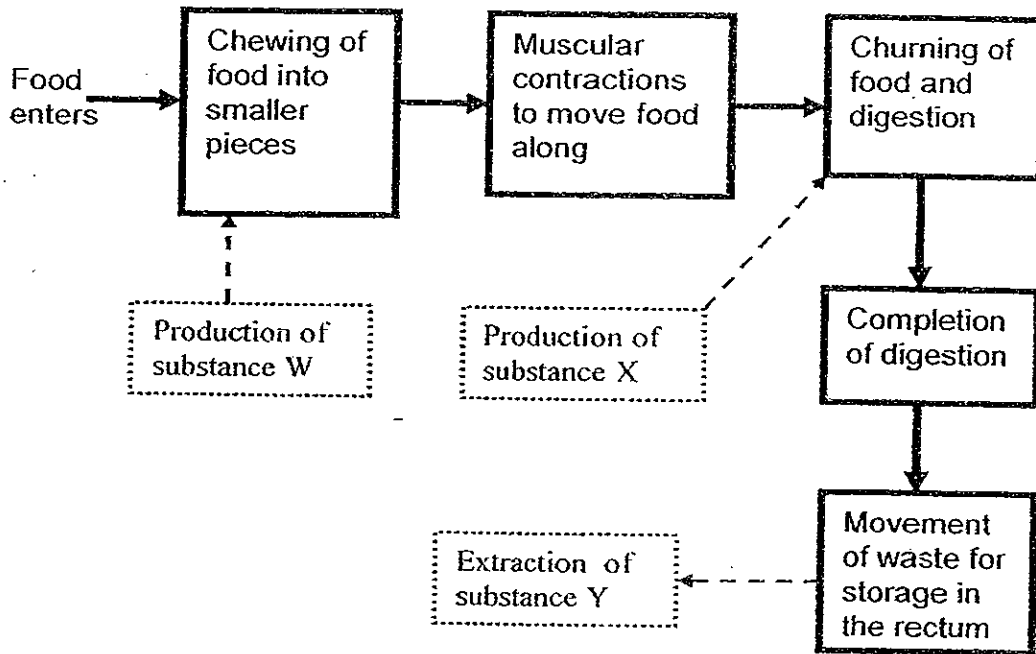 Food
enters
Chewing of
food into
smaller
pieces
Muscular
contractions
to move food
along
Churning of
food and
digestion
Production of
substance W
Production of
substance X
Completion
of digestion
Extraction of
substance Y
Movement
of waste for
storage in
the rectum